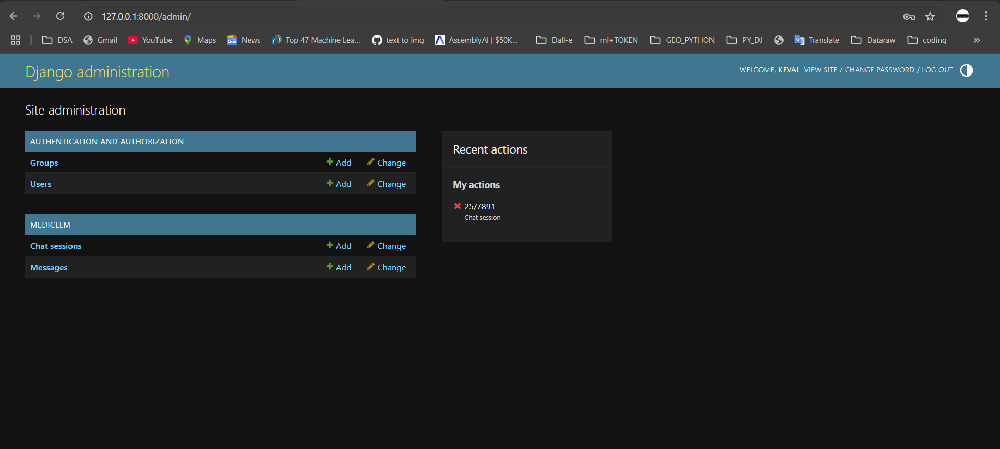 127.0.0.1:8000/admin/
DSA Gmail YouTube Maps News Top 47 Machine Lea... text to img AssemblyAI | $50K... Dall-e ml+TOKEN GEO_PYTHON PY_DJ Translate Dataraw coding
Django administration
WELCOME, KEVAL. VIEW SITE / CHANGE PASSWORD / LOG OUT
Site administration
AUTHENTICATION AND AUTHORIZATION
Groups Add Change
Users Add Change
MEDICLLM
Chat sessions Add Change
Messages Add Change
Recent actions
My actions
25/7891
Chat session